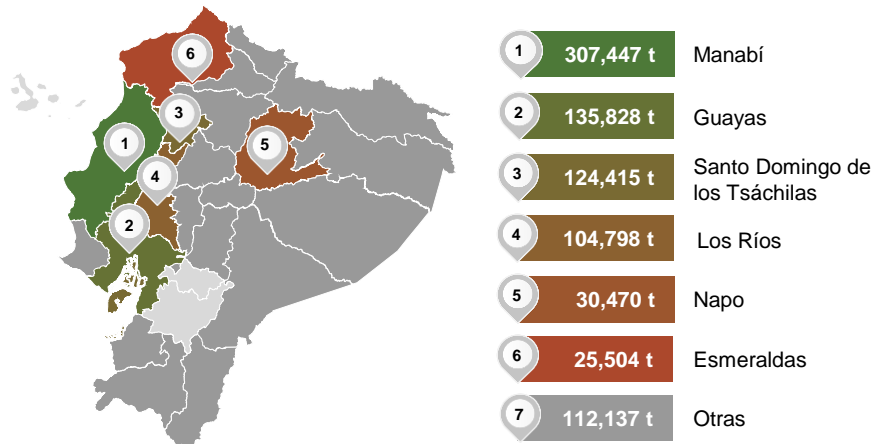 6
3
1
5
4
2
1 307,447 t Manabí
2 135,828 t Guayas
3 124,415 t Santo Domingo de
los Tsáchilas
4 104,798 t Los Ríos
5 30,470 t Napo
6 25,504 t Esmeraldas
7 112,137 t Otras